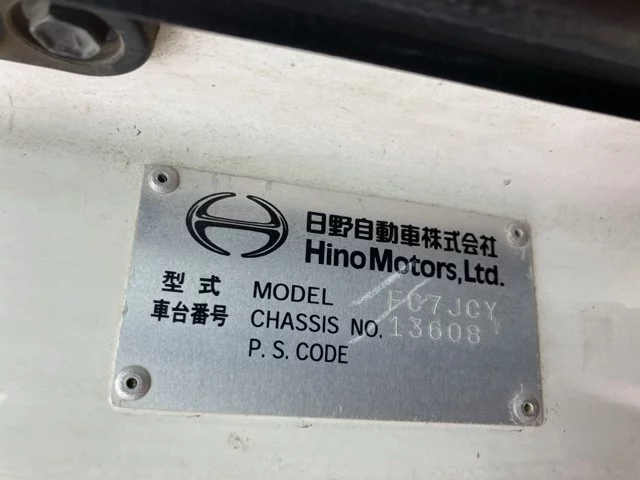 日野自動車株式会社
Hino Motors, Ltd.
型式 MODEL FC7JCY
車台番号 CHASSIS NO. 13608
P. S. CODE